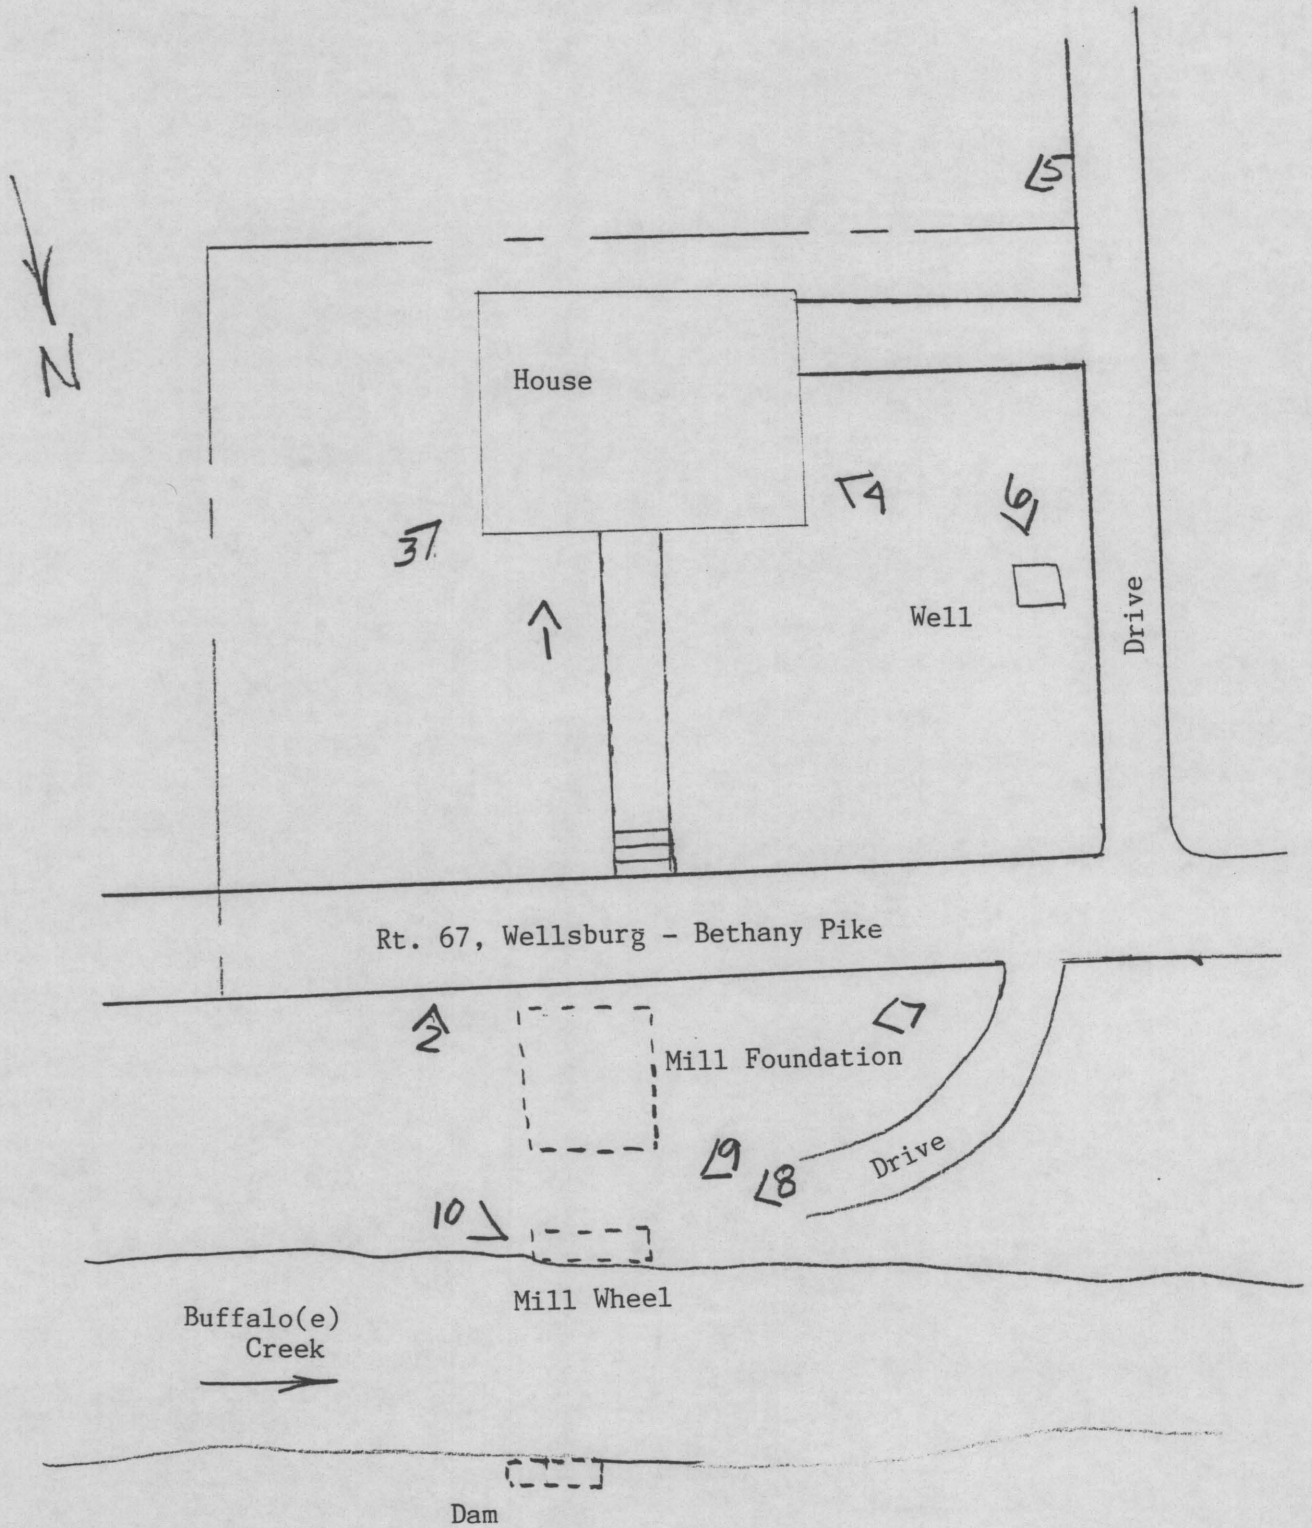 5
N
House
4
6
3
1
Well
Drive
Rt. 67, Wellsburg - Bethany Pike
2
7
Mill Foundation
9
8
Drive
10
Mill Wheel
Buffalo(e)
Creek
Dam